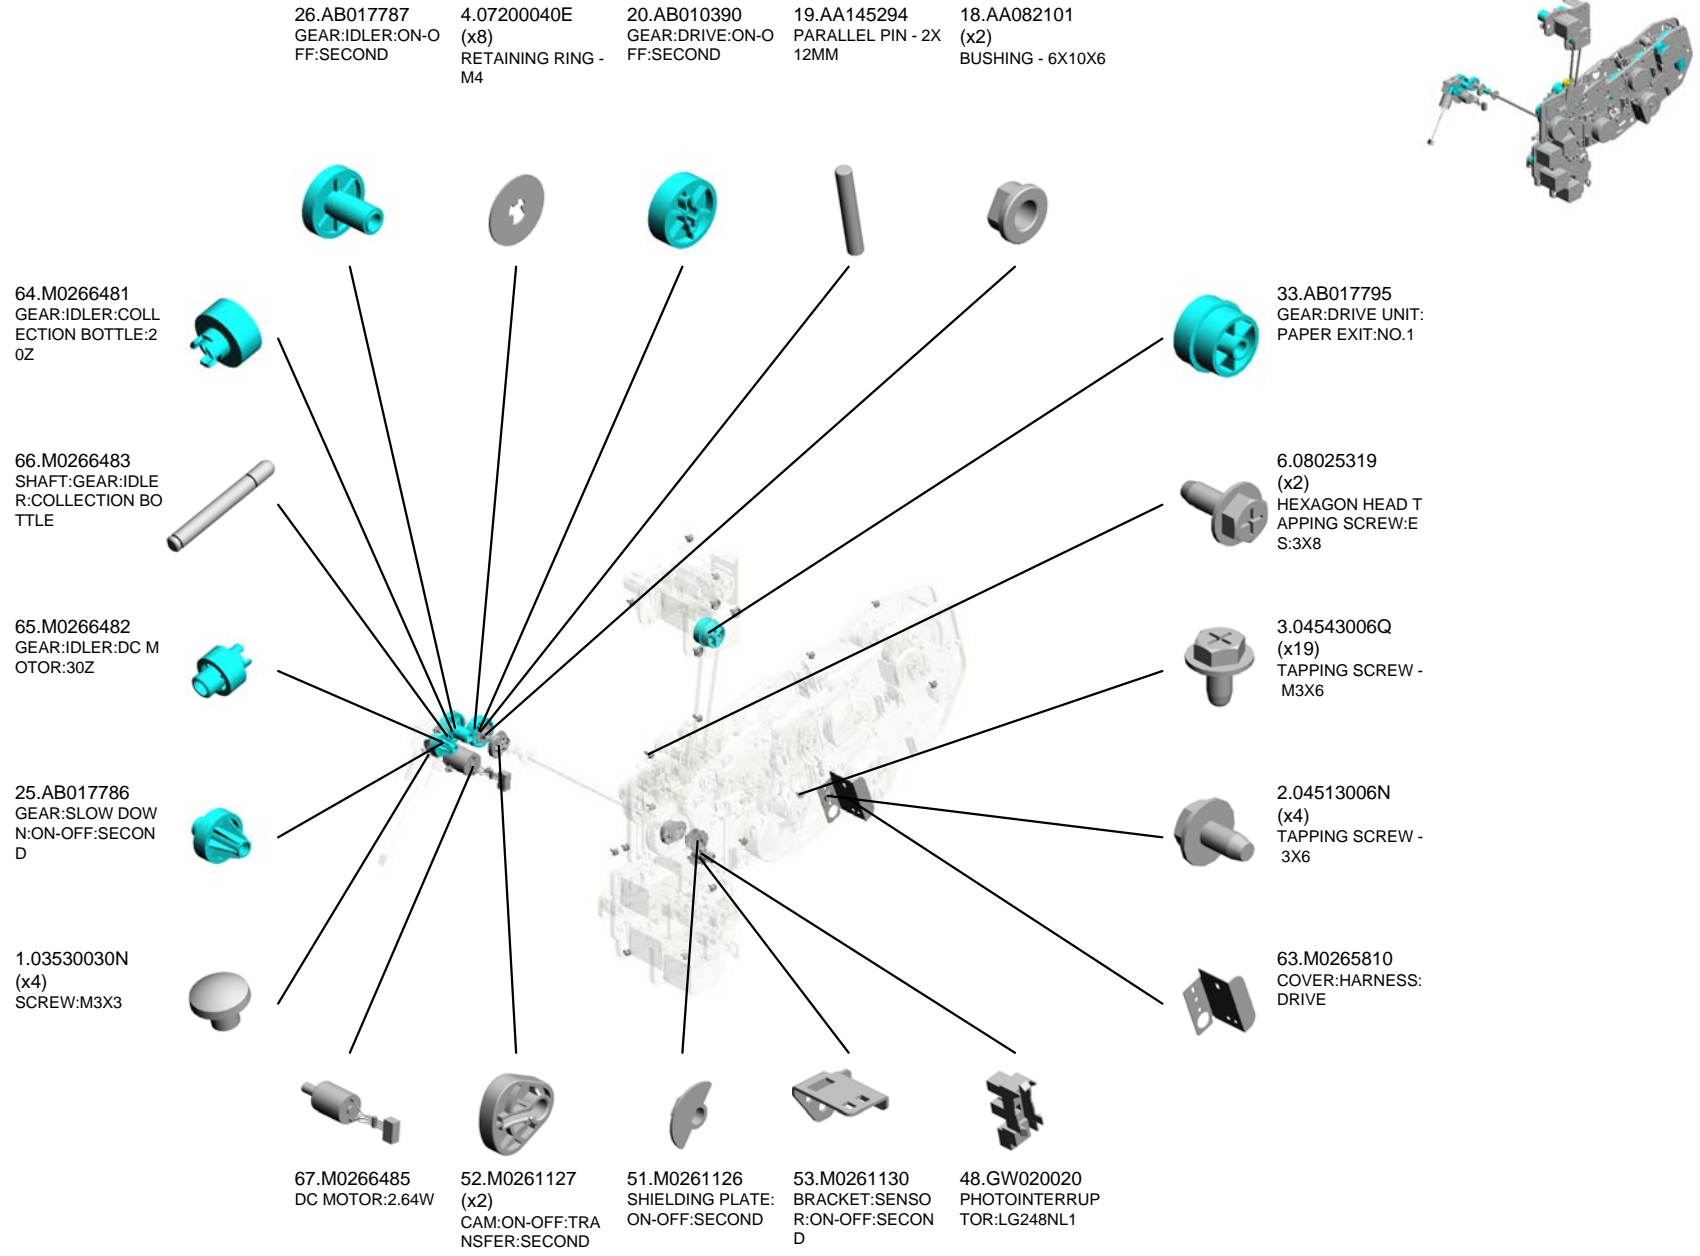 26.AB017787
GEAR:IDLER:ON-O
FF:SECOND
4.07200040E
(x8)
RETAINING RING -
M4
20.AB010390
GEAR:DRIVE:ON-O
FF:SECOND
19.AA145294
PARALLEL PIN - 2X
12MM
18.AA082101
(x2)
BUSHING - 6X10X6
64.M0266481
GEAR:IDLER:COLL
ECTION BOTTLE:2
0Z
33.AB017795
GEAR:DRIVE UNIT:
PAPER EXIT:NO.1
66.M0266483
SHAFT:GEAR:IDLE
R:COLLECTION BO
TTLE
6.08025319
(x2)
HEXAGON HEAD T
APPING SCREW:E
S:3X8
65.M0266482
GEAR:IDLER:DC M
OTOR:30Z
3.04543006Q
(x19)
TAPPING SCREW -
M3X6
25.AB017786
GEAR:SLOW DOW
N:ON-OFF:SECON
D
2.04513006N
(x4)
TAPPING SCREW -
3X6
1.03530030N
(x4)
SCREW:M3X3
63.M0265810
COVER:HARNESS:
DRIVE
67.M0266485
DC MOTOR:2.64W
52.M0261127
(x2)
CAM:ON-OFF:TRA
NSFER:SECOND
51.M0261126
SHIELDING PLATE:
ON-OFF:SECOND
53.M0261130
BRACKET:SENSO
R:ON-OFF:SECON
D
48.GW020020
PHOTOINTERRUP
TOR:LG248NL1